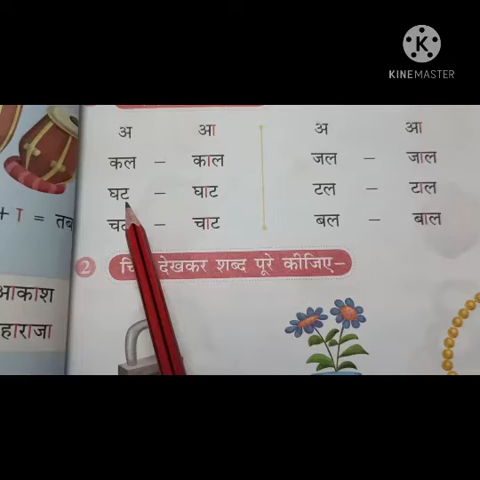 KINEMASTER
अ आ अ आ
कल – काल जल – जाल
घट – घाट टल – टाल
– चाट बल – बाल
+ ा =
2 देखकर शब्द पूरे कीजिए–
आकाश